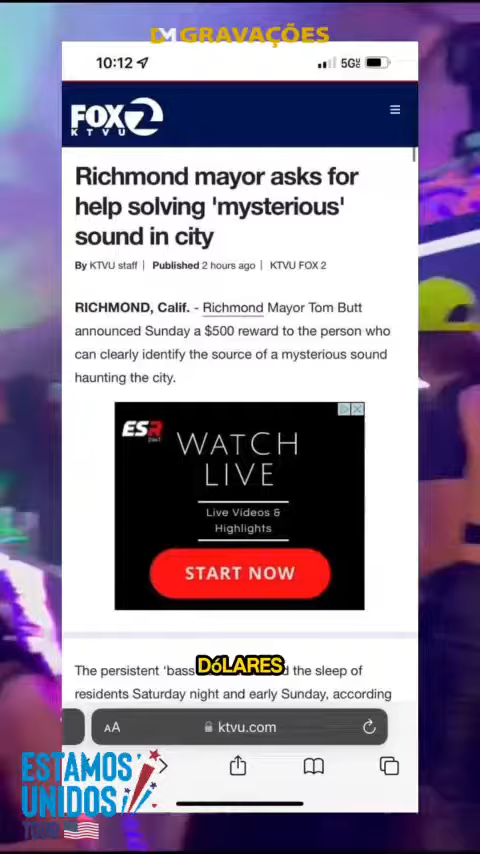 DM GRAVAÇÕES
10:12
5G
FOX 2
KTVU
Richmond mayor asks for
help solving 'mysterious'
sound in city
By KTVU staff | Published 2 hours ago | KTVU FOX 2
RICHMOND, Calif. - Richmond Mayor Tom Butt
announced Sunday a $500 reward to the person who
can clearly identify the source of a mysterious sound
haunting the city.
ESR
WATCH
LIVE
Live Videos &
Highlights
START NOW
The persistent 'bass the sleep of
DóLARES
residents Saturday night and early Sunday, according
AA
ktvu.com
ESTAMOS
UNIDOS